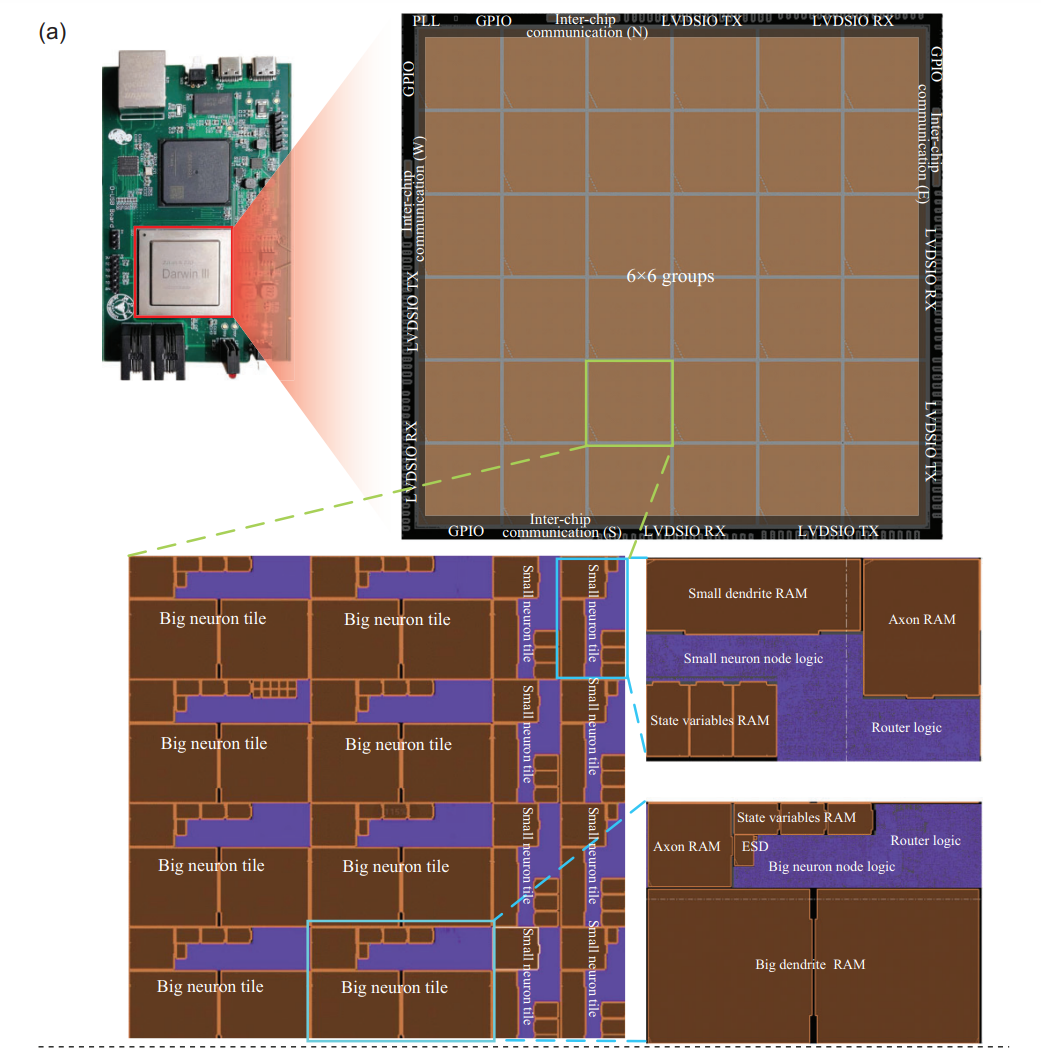 (a)
PLL
GPIO
Inter-chip
communication (N)
LVDSIO TX
LVDSIO RX
GPIO
Inter-chip
communication (W)
LVDSIO TX
LVDSIO RX
GPIO
Inter-chip
communication (E)
LVDSIO RX
LVDSIO TX
6×6 groups
GPIO
Inter-chip
communication (S)
LVDSIO RX
LVDSIO TX
Darwin III
Big neuron tile
Big neuron tile
Small neuron tile
Small neuron tile
Big neuron tile
Big neuron tile
Small neuron tile
Small neuron tile
Big neuron tile
Big neuron tile
Small neuron tile
Small neuron tile
Big neuron tile
Big neuron tile
Small neuron tile
Small neuron tile
Small dendrite RAM
Axon RAM
Small neuron node logic
State variables RAM
Router logic
State variables RAM
Axon RAM
ESD
Router logic
Big neuron node logic
Big dendrite RAM